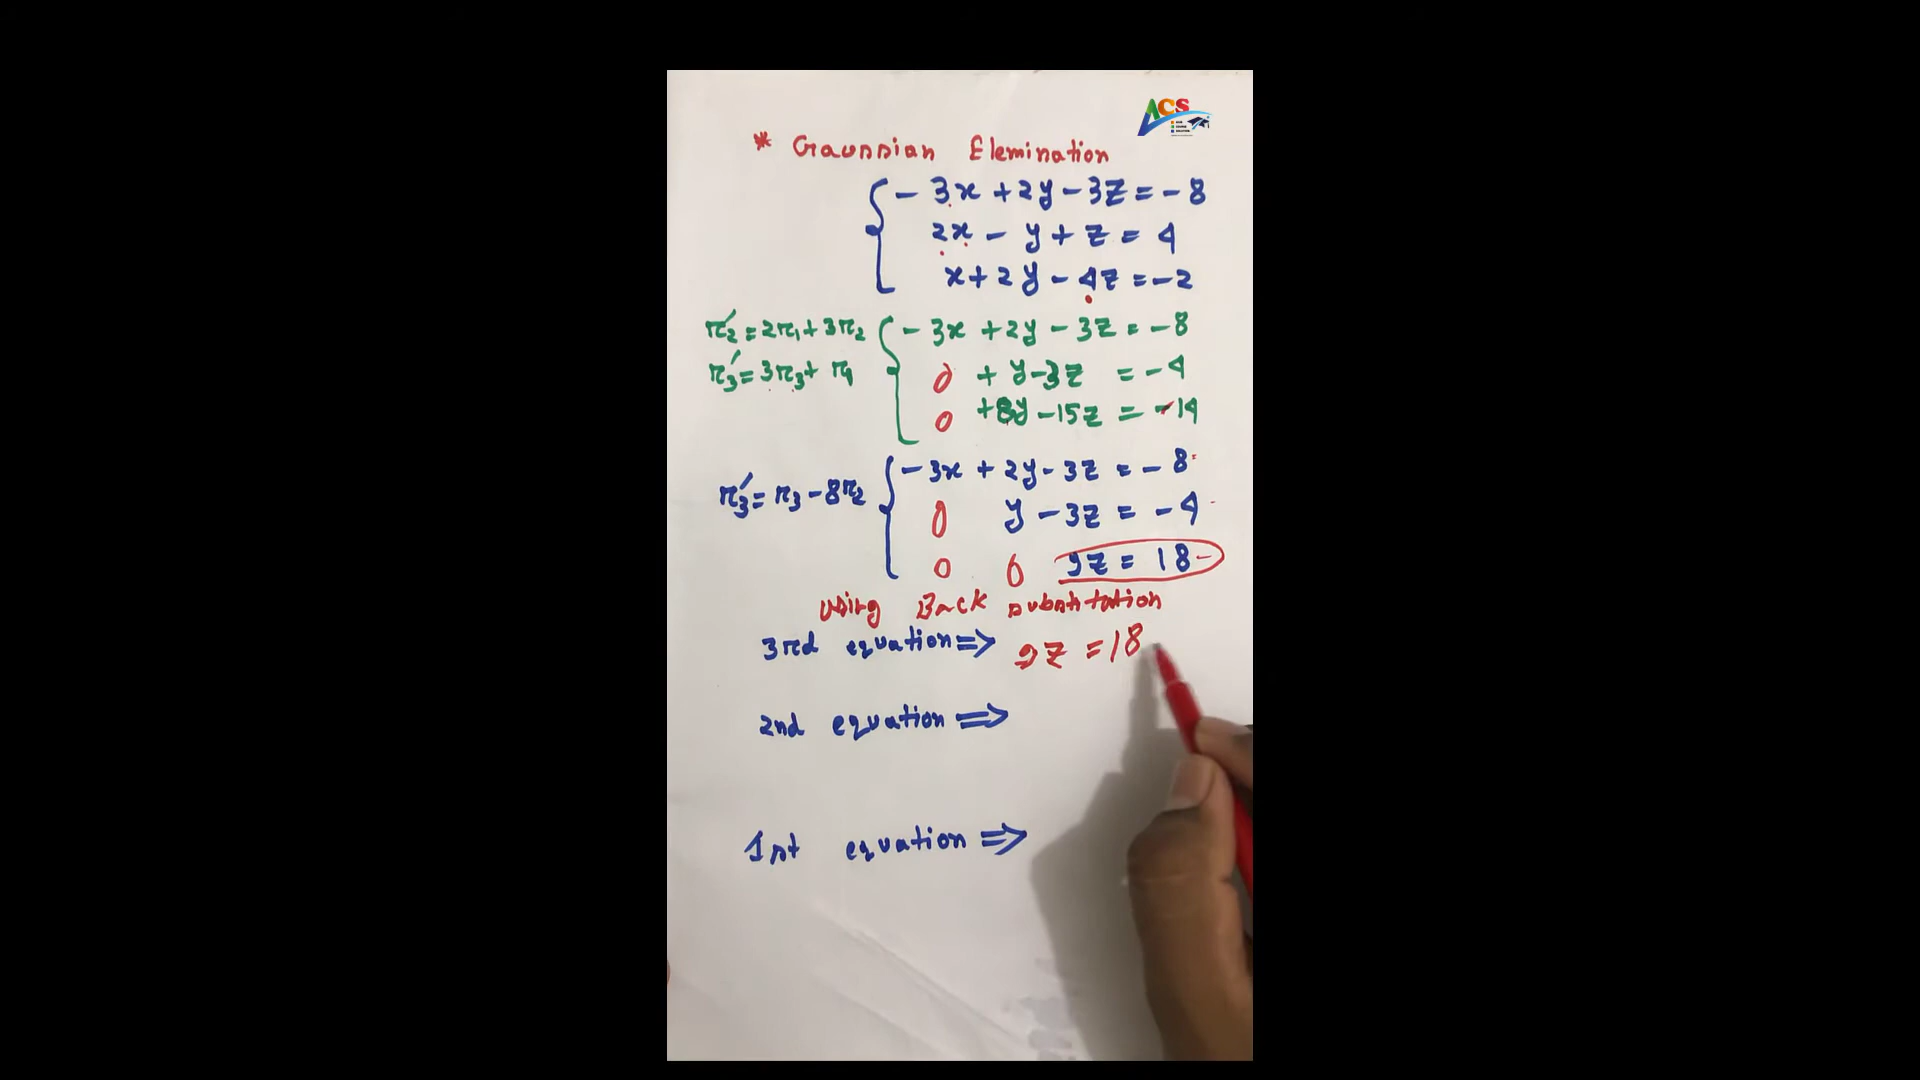 ACS
* Gaussian Elemination
- 3x + 2y - 3z = - 8
2x - y + z = 4
x + 2y - 4z = - 2
r₂′ = 2r₁ + 3r₂ - 3x + 2y - 3z = - 8
r₃′ = 3r₃ + r₁ 0 + y - 3z = - 4
0 + 8y - 15z = - 14
- 3x + 2y - 3z = - 8
r₃′ = r₃ - 8r₂ 0 y - 3z = - 4
0 0 9z = 18
using Back substitation
3rd equation ⇒ 9z = 18
2nd equation ⇒
1st equation ⇒